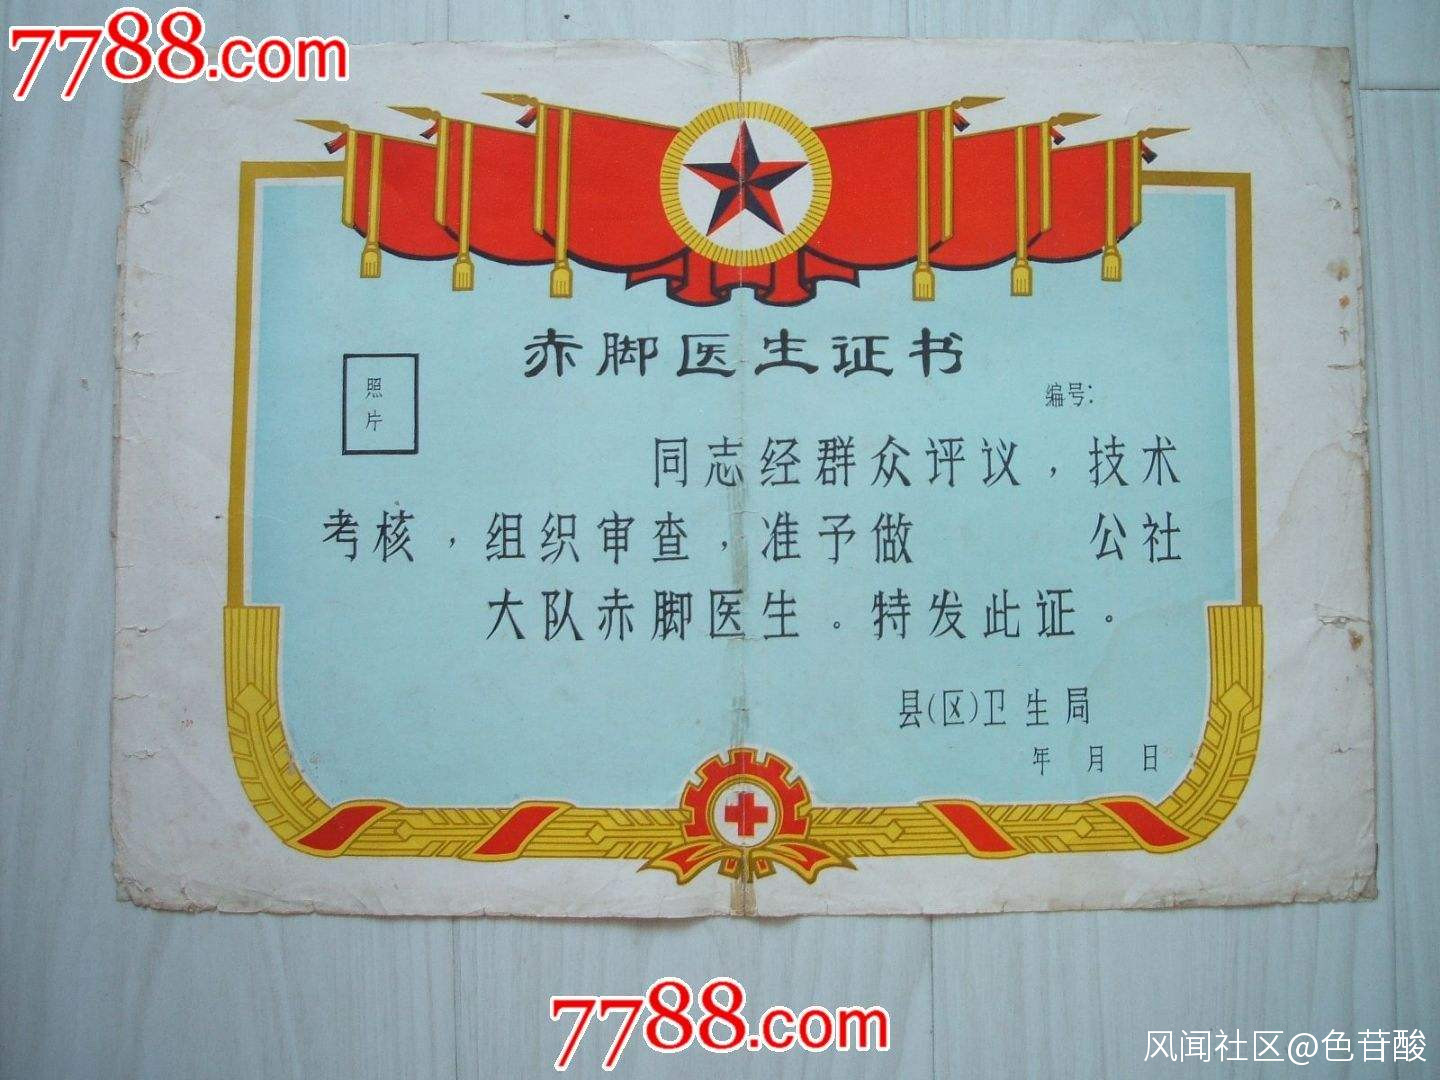 7788.com
赤脚医生证书
照
片
编号:
同志经群众评议,技术
考核,组织审查,准予做 公社
大队赤脚医生。特发此证。
县(区)卫生局
年 月 日
7788.com
风闻社区@色苷酸